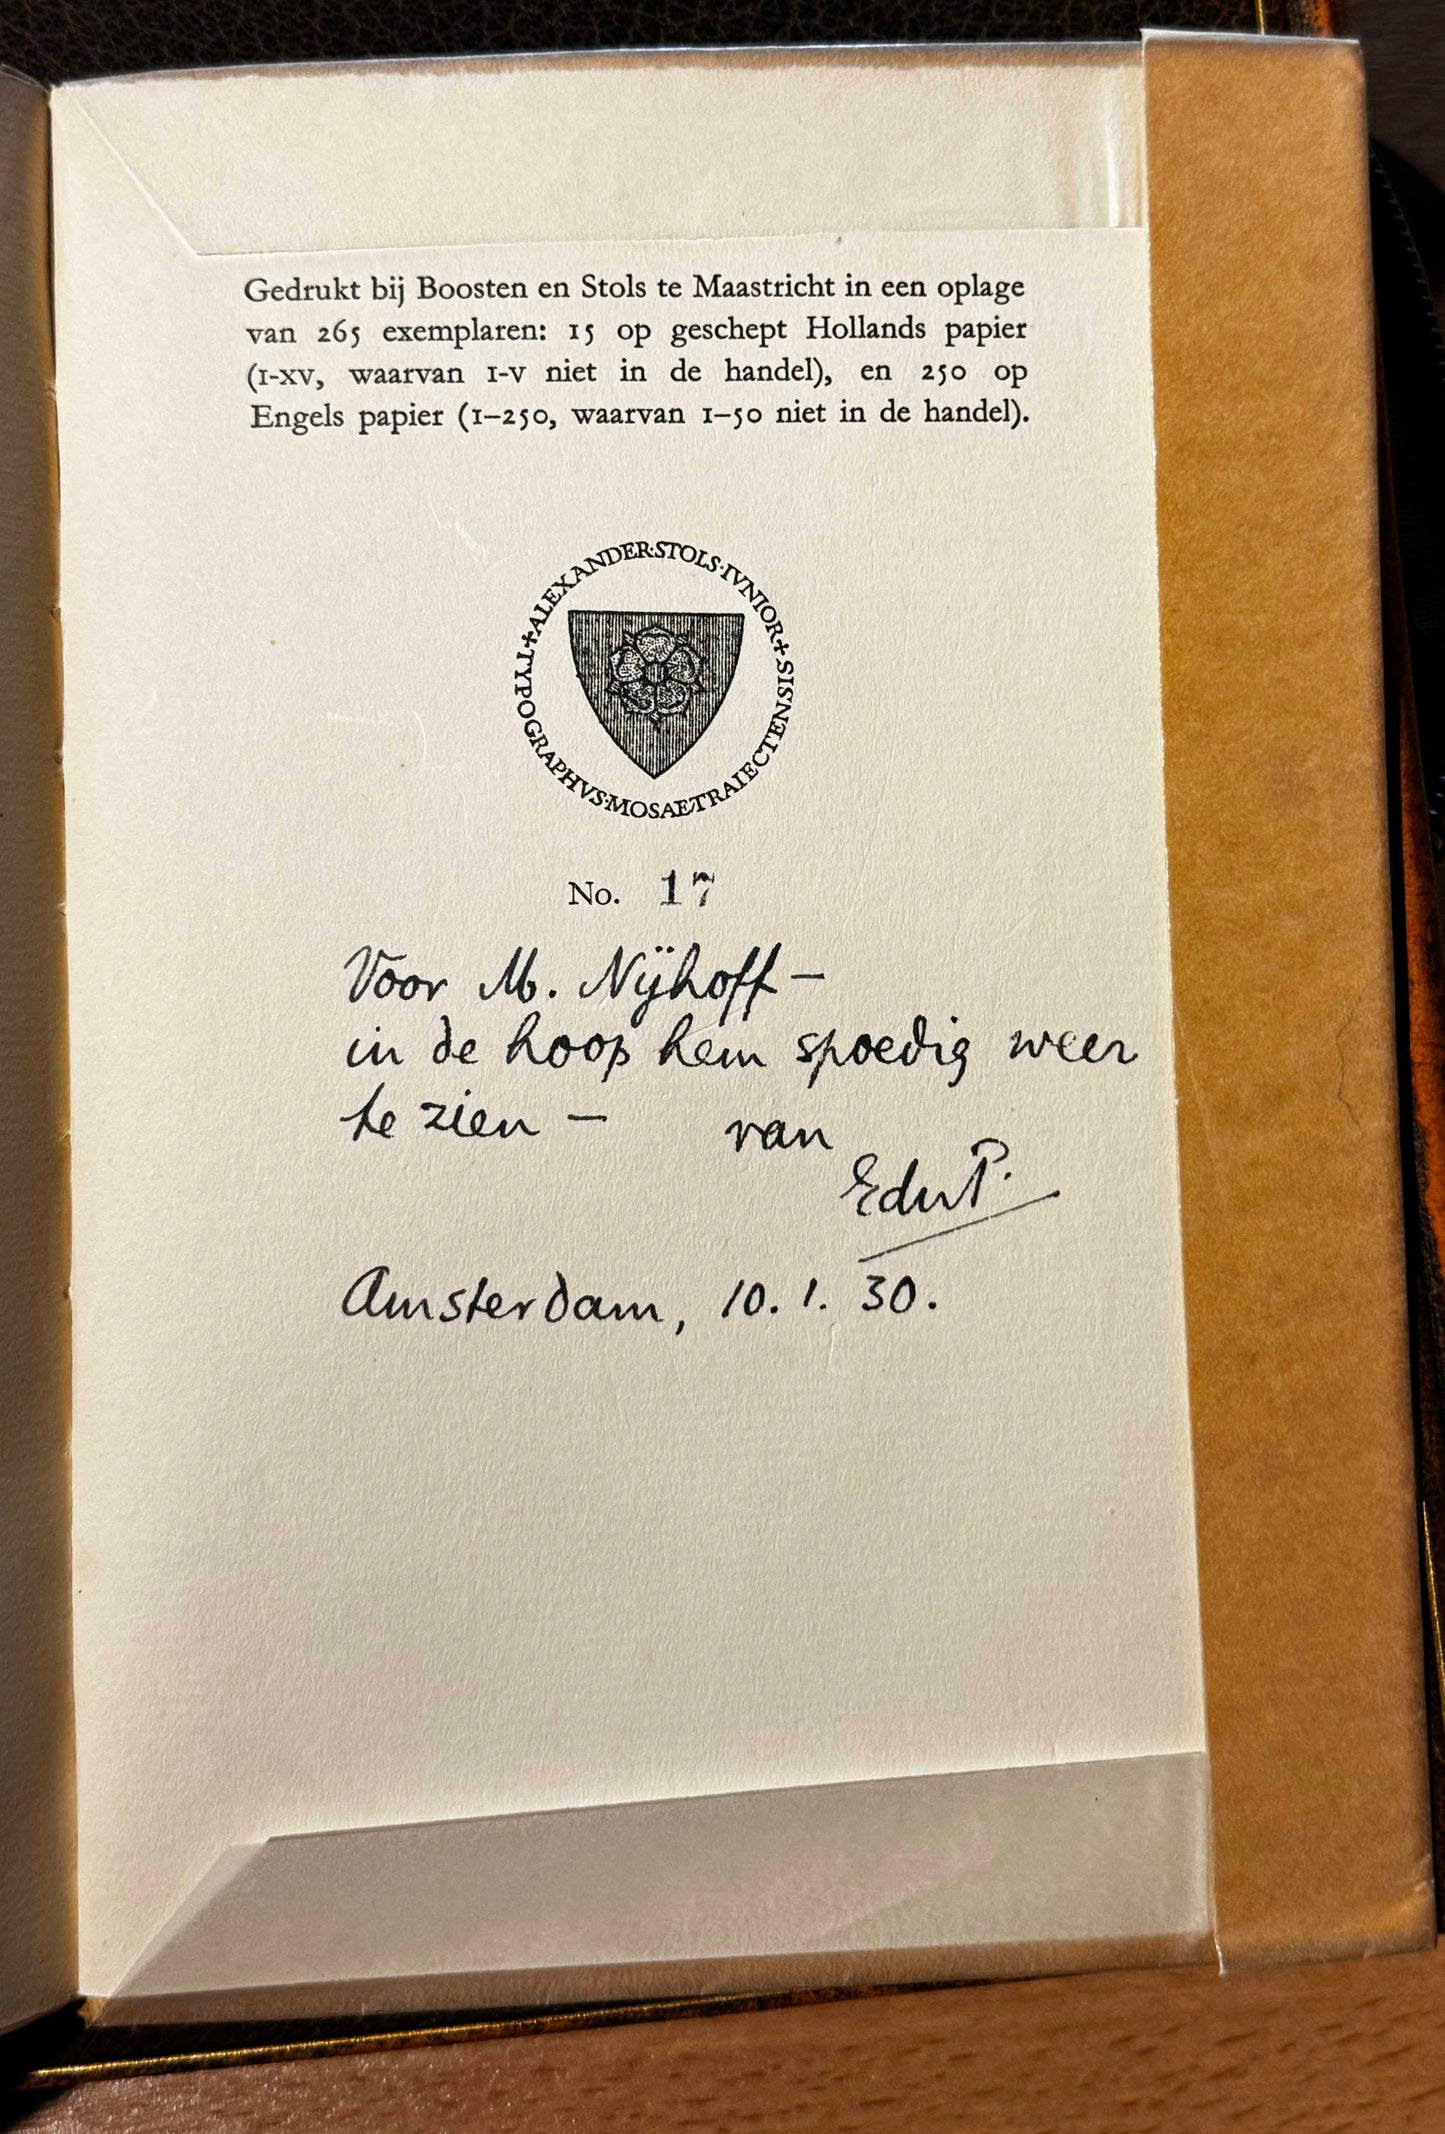 Gedrukt bij Boosten en Stols te Maastricht in een oplage
van 265 exemplaren: 15 op geschept Hollands papier
(I-XV, waarvan I-V niet in de handel), en 250 op
Engels papier (1–250, waarvan 1–50 niet in de handel).
ALEXANDER·STOLS·IVNIOR + SISENSIS
TYPOGRAPHVS·MOSAETRAIECTENSIS +
No. 17
Voor M. Nijhoff –
in de hoop hem spoedig weer
te zien – van
EduP.
Amsterdam, 10. 1. 30.